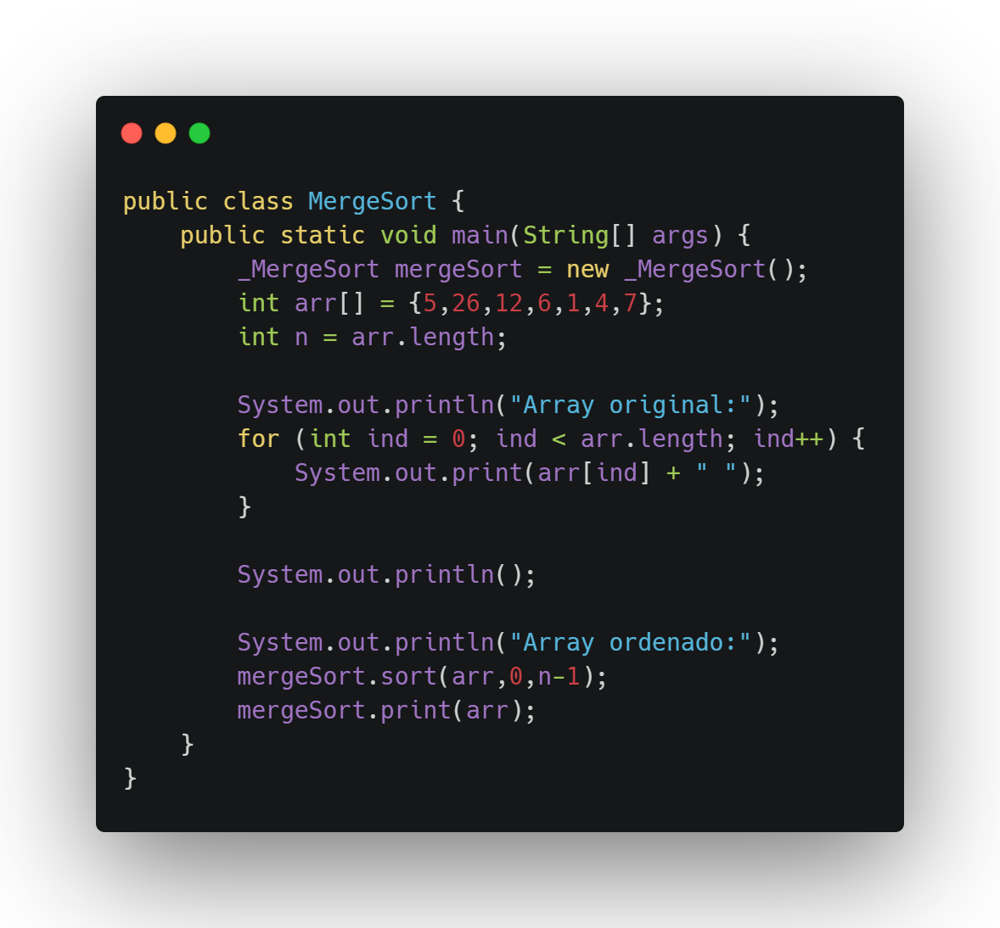 public class MergeSort {
    public static void main(String[] args) {
        _MergeSort mergeSort = new _MergeSort();
        int arr[] = {5,26,12,6,1,4,7};
        int n = arr.length;

        System.out.println("Array original:");
        for (int ind = 0; ind < arr.length; ind++) {
            System.out.print(arr[ind] + " ");
        }

        System.out.println();

        System.out.println("Array ordenado:");
        mergeSort.sort(arr,0,n-1);
        mergeSort.print(arr);
    }
}